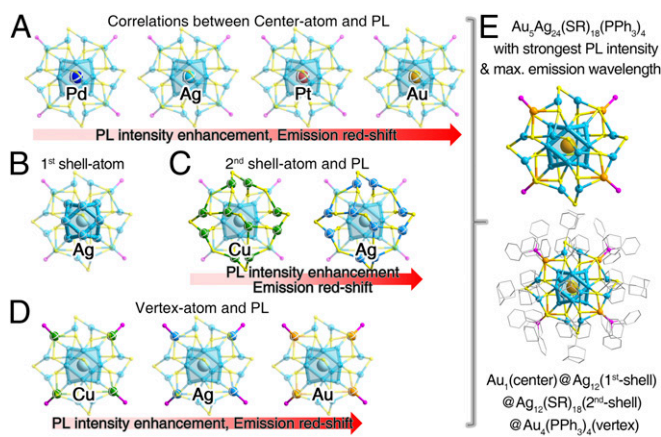 A
Correlations between Center-atom and PL
Pd
Ag
Pt
Au
PL intensity enhancement, Emission red-shift
B
1st shell-atom
Ag
C
2nd shell-atom and PL
Cu
Ag
PL intensity enhancement
Emission red-shift
D
Vertex-atom and PL
Cu
Ag
Au
PL intensity enhancement, Emission red-shift
E
Au5Ag24(SR)18(PPh3)4
with strongest PL intensity
& max. emission wavelength
Au1(center)@Ag12(1st-shell)
@Ag12(SR)18(2nd-shell)
@Au4(PPh3)4(vertex)